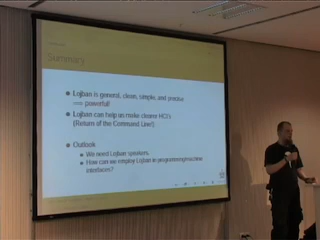 Summary
Lojban is general, clean, simple, and precise
⟹ powerful!
Lojban can help us make clearer HCI's
(Return of the Command Line!)
Outlook
We need Lojban speakers.
How can we employ Lojban in programming/machine
interfaces?